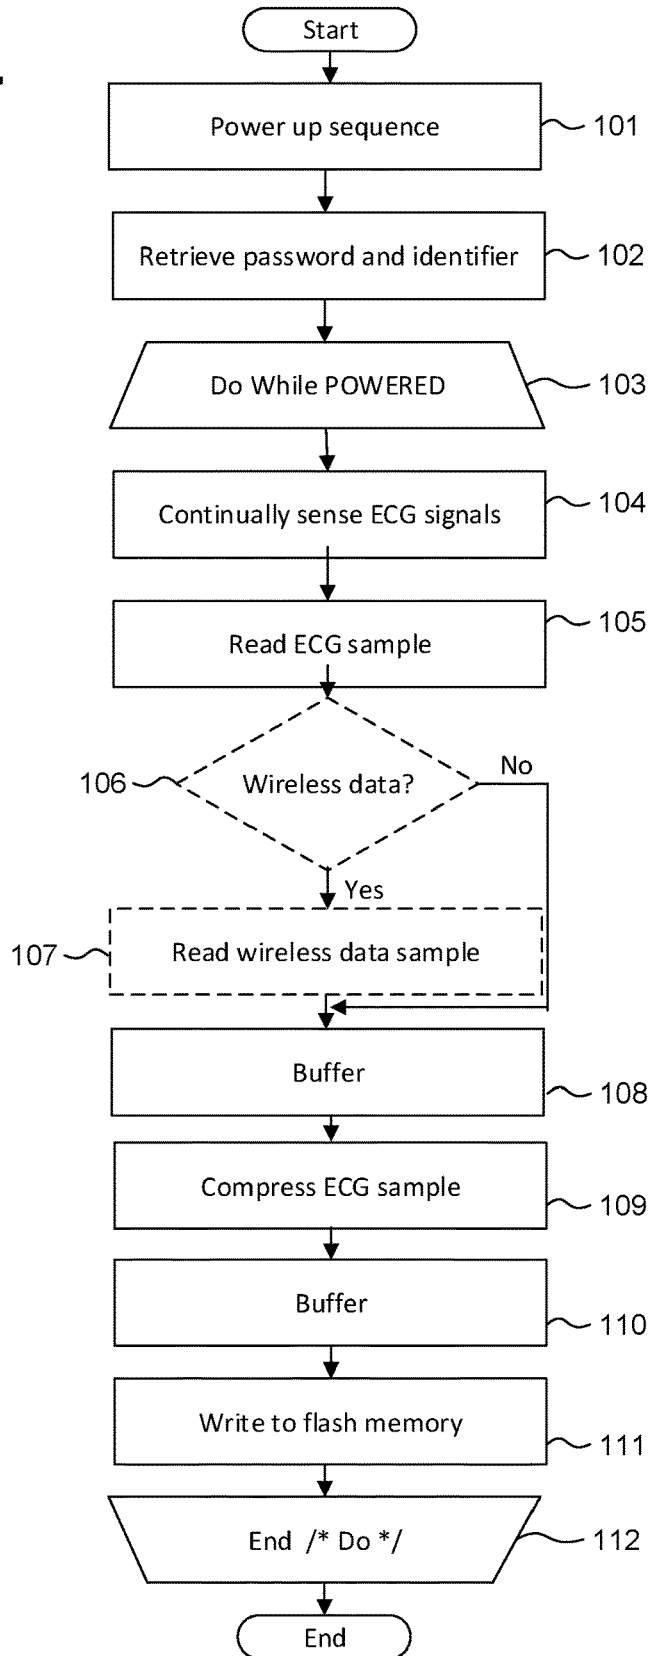 Start
Power up sequence
101
Retrieve password and identifier
102
Do While POWERED
103
Continually sense ECG signals
104
Read ECG sample
105
106
Wireless data?
No
Yes
107
Read wireless data sample
Buffer
108
Compress ECG sample
109
Buffer
110
Write to flash memory
111
End /* Do */
112
End